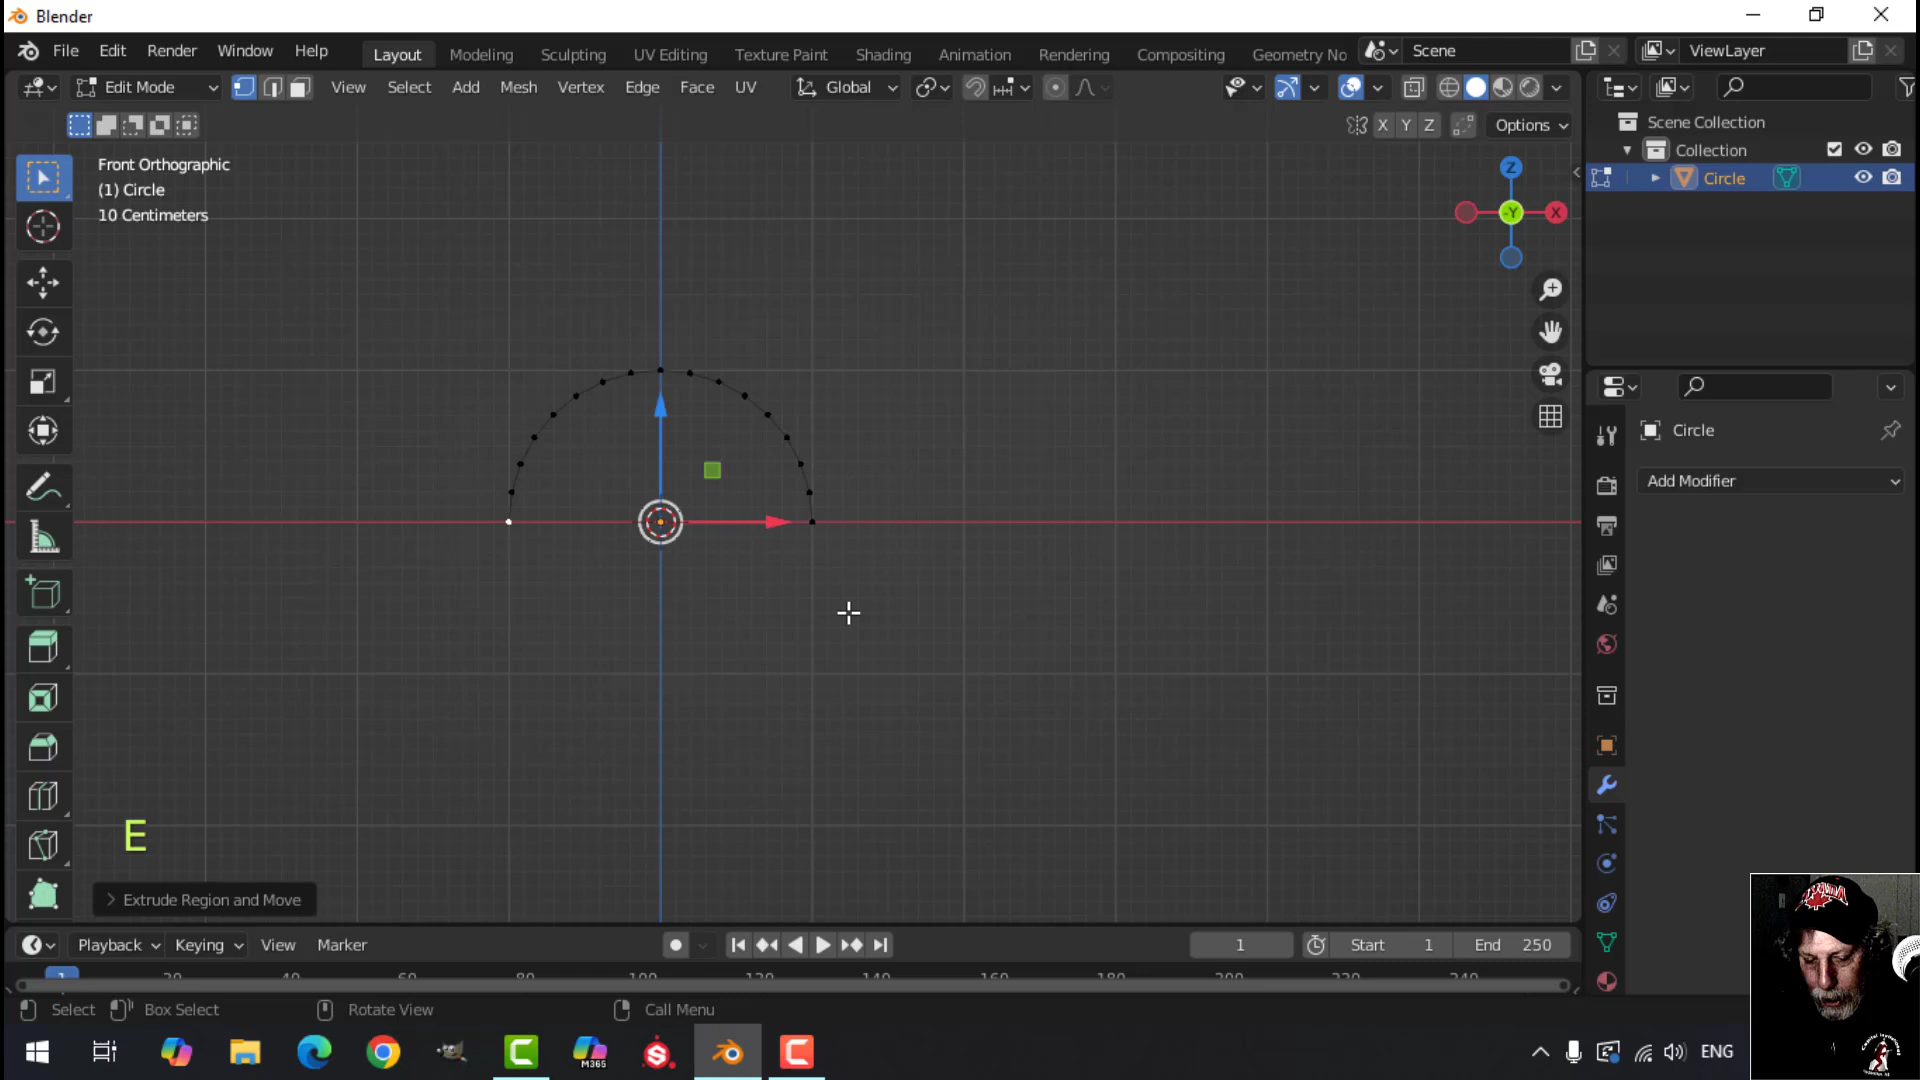 Blender
File Edit Render Window Help Layout Modeling Sculpting UV Editing Texture Paint Shading Animation Rendering Compositing Geometry No Scene ViewLayer
Edit Mode View Select Add Mesh Vertex Edge Face UV Global
X Y Z Options
Front Orthographic
(1) Circle
10 Centimeters
Z
-Y X
Scene Collection
Collection
Circle
Circle
Add Modifier
E
Extrude Region and Move
Playback Keying View Marker 1 Start 1 End 250
1 20 40 60 80 100 120 140 160 180 200 220 240
Select Box Select Rotate View Call Menu
M365
ENG